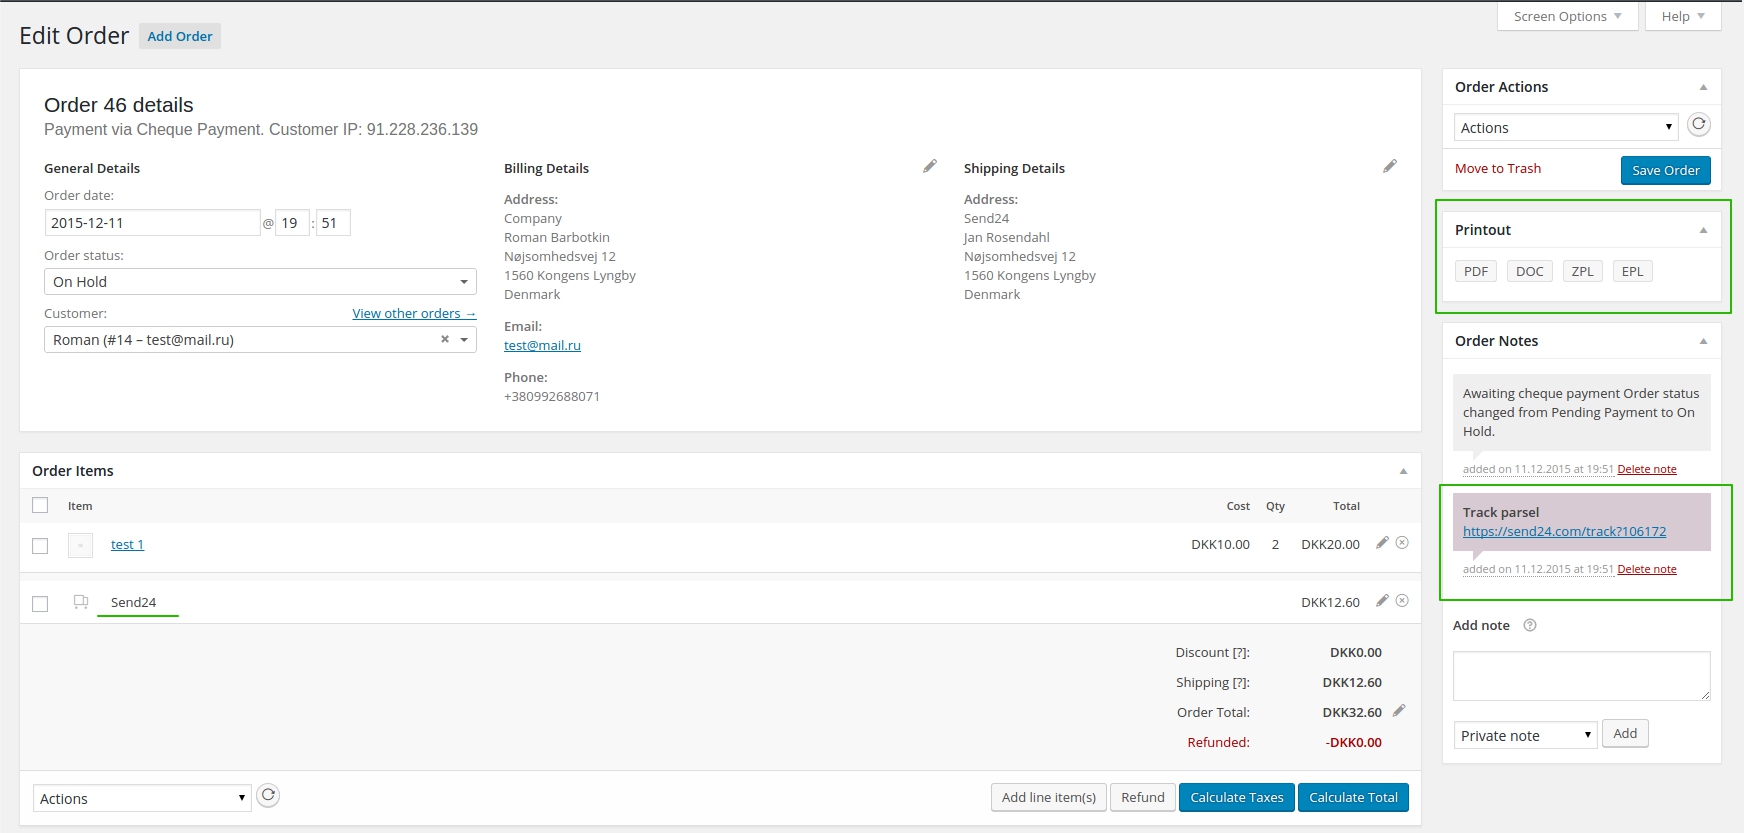 Screen Options
Help
Edit Order
Add Order
Order 46 details
Payment via Cheque Payment. Customer IP: 91.228.236.139
General Details
Order date:
2015-12-11 @ 19 : 51
Order status:
On Hold
Customer:
View other orders →
Roman (#14 – test@mail.ru)
Billing Details
Address:
Company
Roman Barbotkin
Nøjsomhedsvej 12
1560 Kongens Lyngby
Denmark
Email:
test@mail.ru
Phone:
+380992688071
Shipping Details
Address:
Send24
Jan Rosendahl
Nøjsomhedsvej 12
1560 Kongens Lyngby
Denmark
Order Items
Item Cost Qty Total
test 1 DKK10.00 2 DKK20.00
Send24 DKK12.60
Discount [?]: DKK0.00
Shipping [?]: DKK12.60
Order Total: DKK32.60
Refunded: -DKK0.00
Actions
Add line item(s)
Refund
Calculate Taxes
Calculate Total
Order Actions
Actions
Move to Trash
Save Order
Printout
PDF DOC ZPL EPL
Order Notes
Awaiting cheque payment Order status
changed from Pending Payment to On
Hold.
added on 11.12.2015 at 19:51 Delete note
Track parsel
https://send24.com/track?106172
added on 11.12.2015 at 19:51 Delete note
Add note ?
Private note
Add